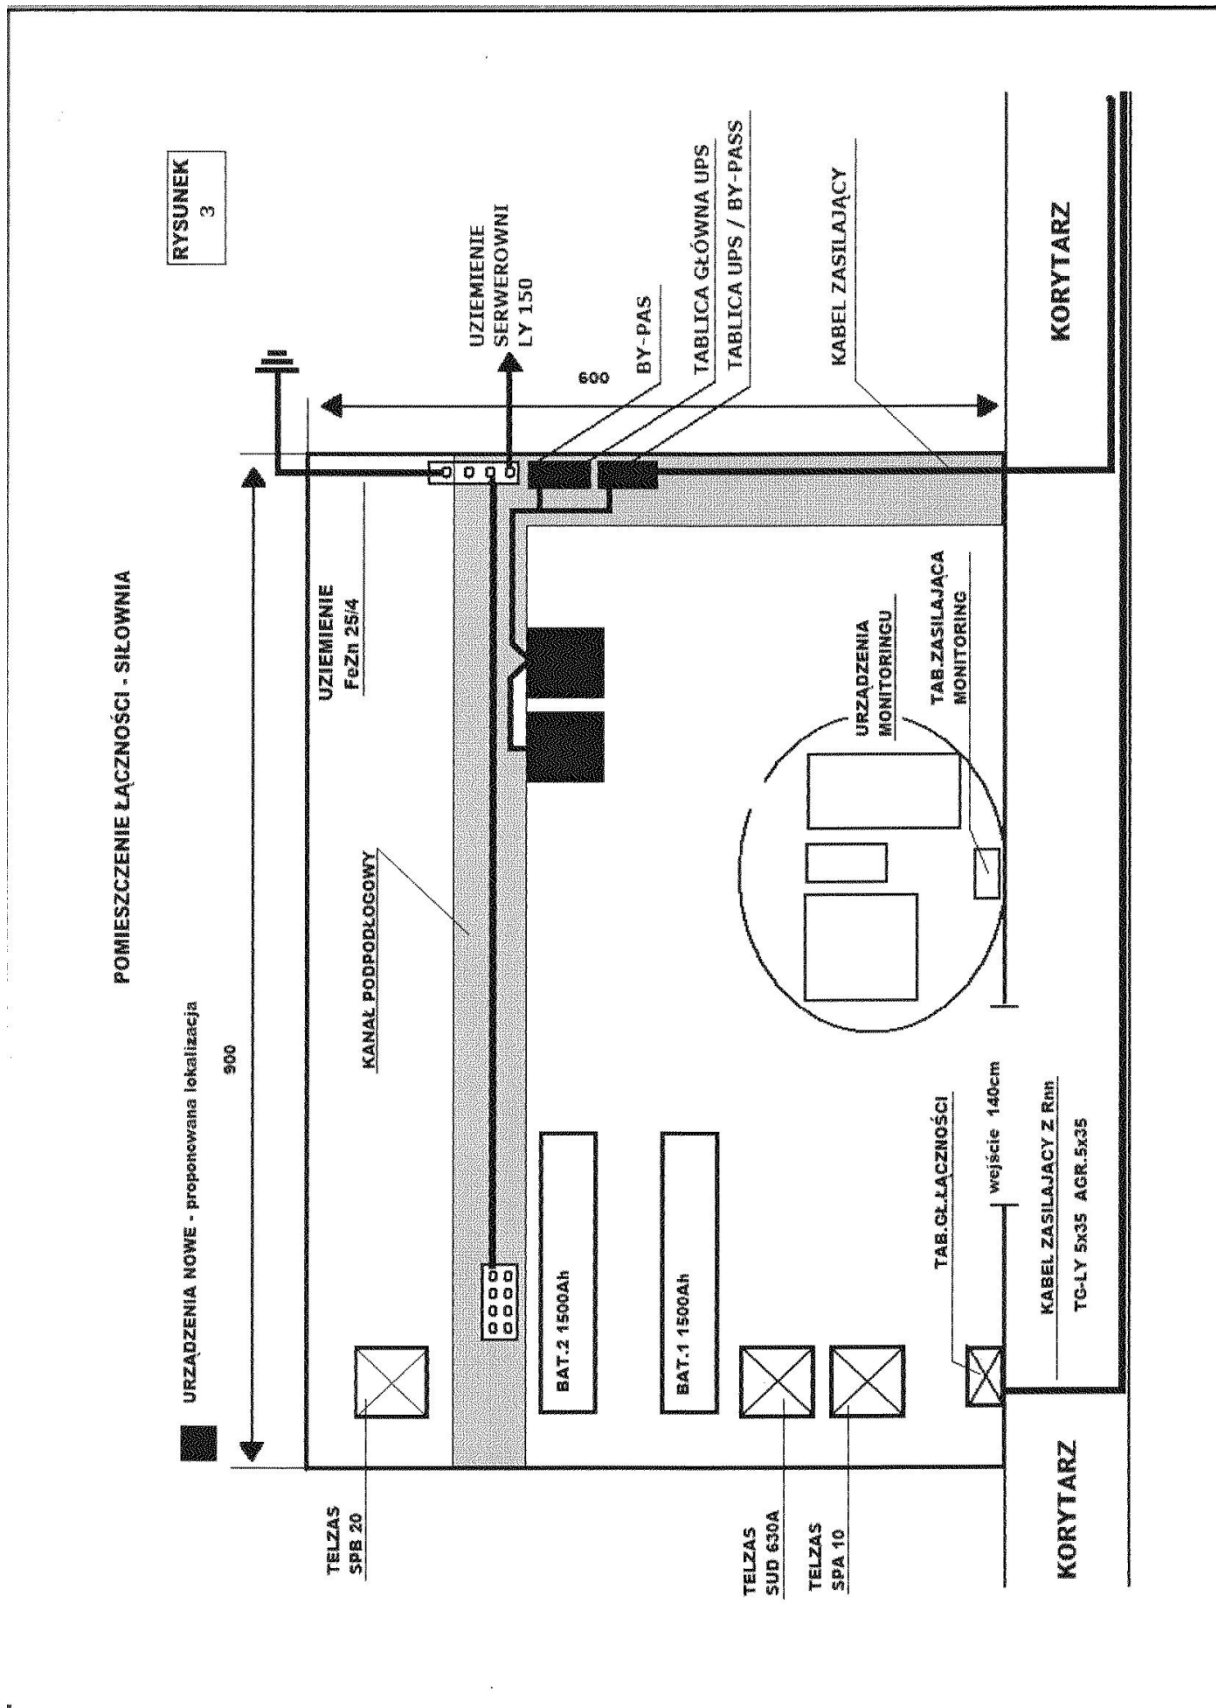 POMIESZCZENIE ŁĄCZNOŚCI - SIŁOWNIA
RYSUNEK
3
URZĄDZENIA NOWE - proponowana lokalizacja
900
UZIEMIENIE
FeZn 25/4
KANAŁ PODPODŁOGOWY
UZIEMIENIE
SERWEROWNI
LY 150
600
BY-PAS
TABLICA GŁÓWNA UPS
TABLICA UPS / BY-PASS
KABEL ZASILAJĄCY
TELZAS
SPB 20
BAT.2 1500Ah
BAT.1 1500Ah
TELZAS
SUD 630A
TELZAS
SPA 10
URZĄDZENIA
MONITORINGU
TAB.ZASILAJĄCA
MONITORING
TAB.GŁ.ŁĄCZNOŚCI
wejście 140cm
KABEL ZASILAJACY Z Rnn
TG-LY 5x35 AGR.5x35
KORYTARZ
KORYTARZ